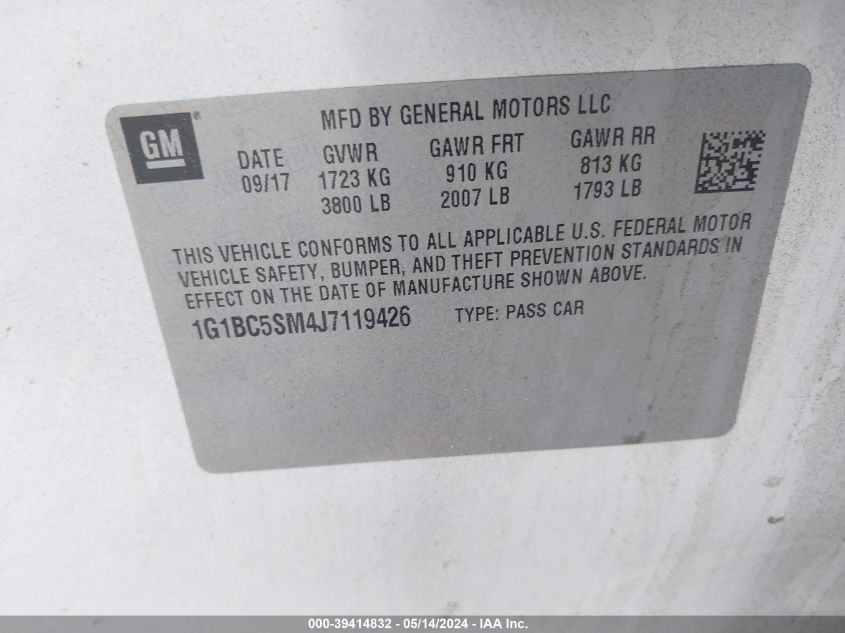 MFD BY GENERAL MOTORS LLC
GM®
DATE GVWR GAWR FRT GAWR RR
09/17 1723 KG 910 KG 813 KG
3800 LB 2007 LB 1793 LB
THIS VEHICLE CONFORMS TO ALL APPLICABLE U.S. FEDERAL MOTOR
VEHICLE SAFETY, BUMPER, AND THEFT PREVENTION STANDARDS IN
EFFECT ON THE DATE OF MANUFACTURE SHOWN ABOVE.
1G1BC5SM4J7119426 TYPE: PASS CAR
000-39414832 - 05/14/2024 - IAA Inc.